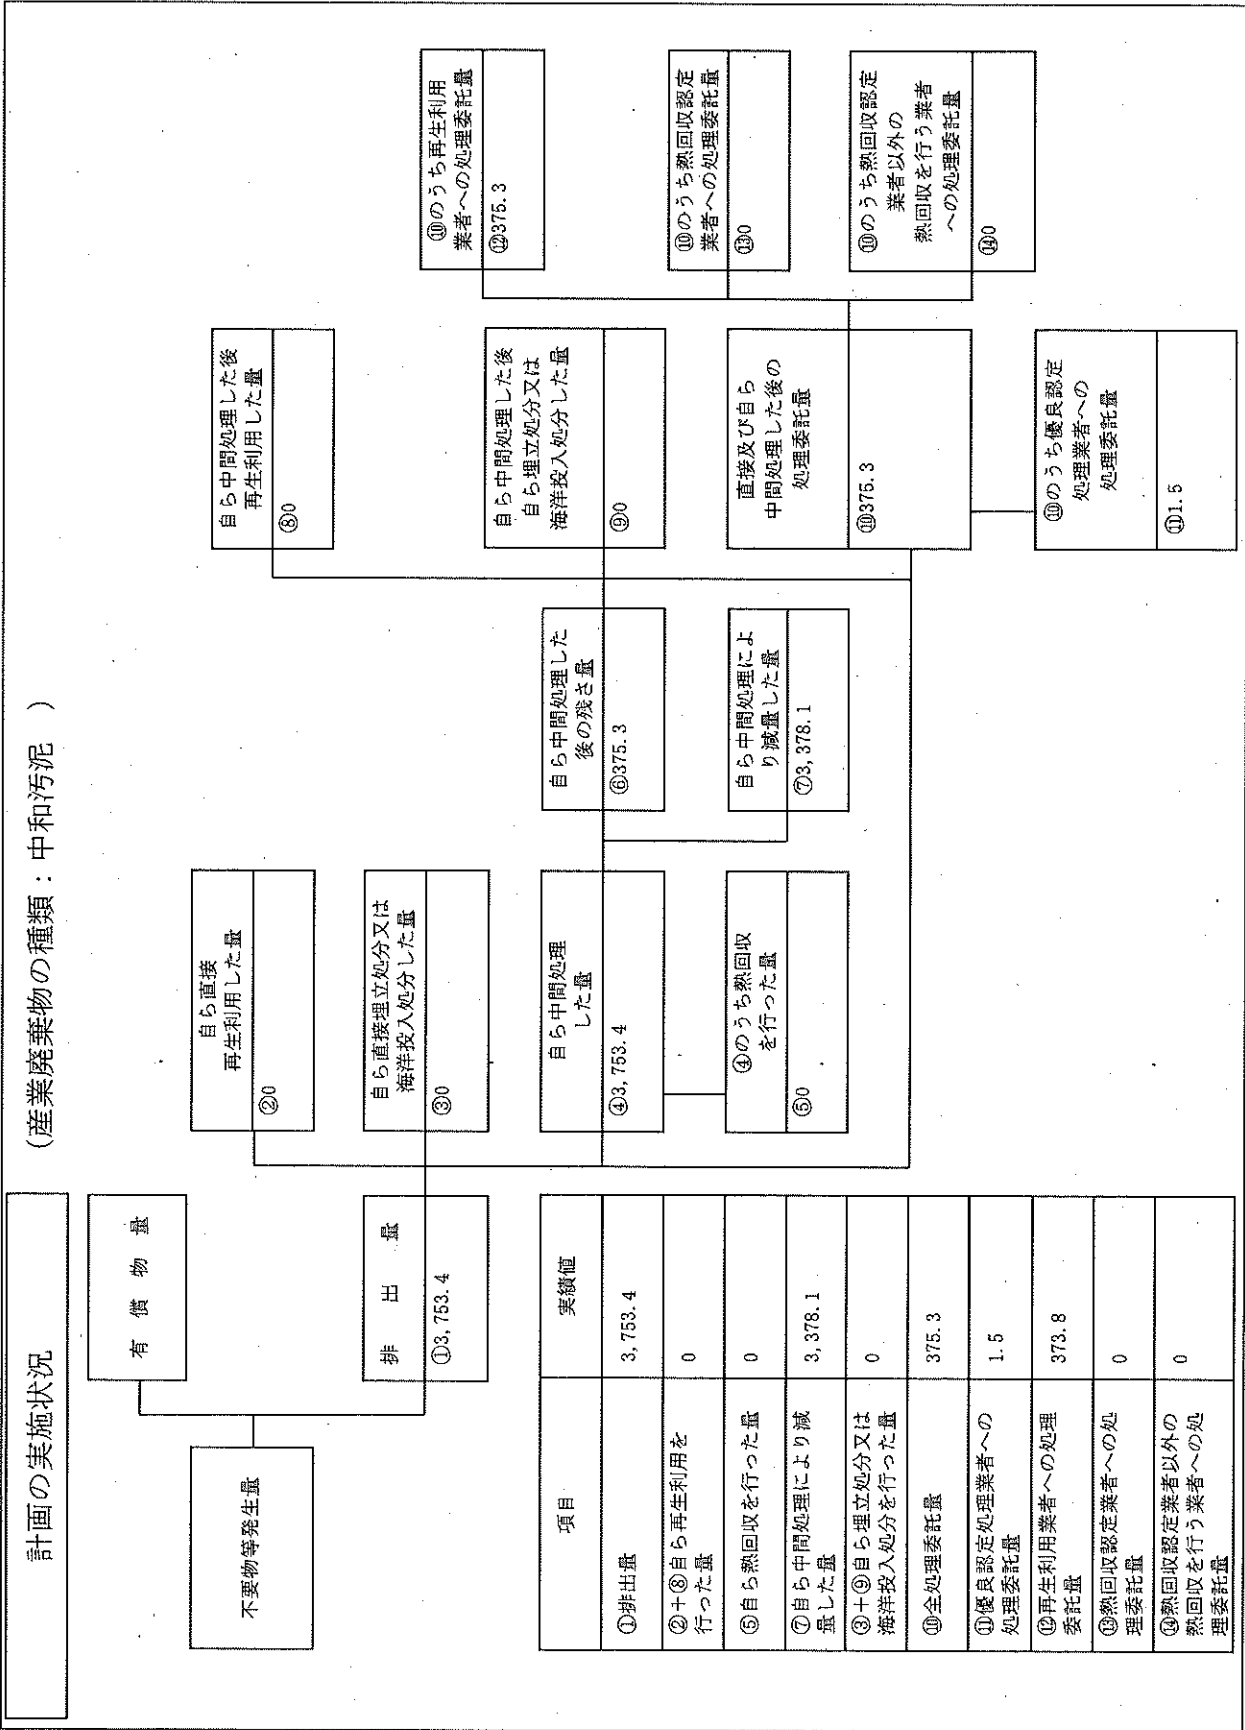 計画の実施状況
(産業廃棄物の種類：中和汚泥　)
不要物等発生量
有償物量
排出量
①3,753.4
自ら直接
再生利用した量
②0
自ら直接埋立処分又は
海洋投入処分した量
③0
自ら中間処理
した量
④3,753.4
④のうち熱回収
を行った量
⑤0
自ら中間処理した
後の残さ量
⑥375.3
自ら中間処理によ
り減量した量
⑦3,378.1
自ら中間処理した後
再生利用した量
⑧0
自ら中間処理した後
自ら埋立処分又は
海洋投入処分した量
⑨0
直接及び自ら
中間処理した後の
処理委託量
⑩375.3
⑩のうち優良認定
処理業者への
処理委託量
⑪1.5
⑩のうち再生利用
業者への処理委託量
⑫375.3
⑩のうち熱回収認定
業者への処理委託量
⑬0
⑩のうち熱回収認定
業者以外の
熱回収を行う業者
への処理委託量
⑭0
項目
実績値
①排出量
3,753.4
②+⑧自ら再生利用を
行った量
0
⑤自ら熱回収を行った量
0
⑦自ら中間処理により減
量した量
3,378.1
③+⑨自ら埋立処分又は
海洋投入処分を行った量
0
⑩全処理委託量
375.3
⑪優良認定処理業者への
処理委託量
1.5
⑫再生利用業者への処理
委託量
373.8
⑬熱回収認定業者への処
理委託量
0
⑭熱回収認定業者以外の
熱回収を行う業者への処
理委託量
0